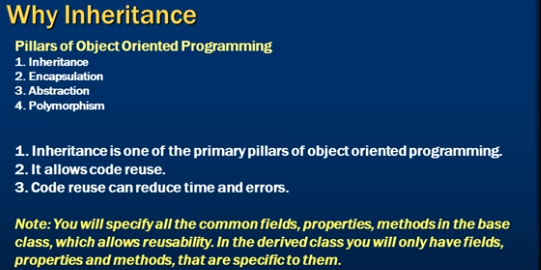 Why Inheritance
Pillars of Object Oriented Programming
1. Inheritance
2. Encapsulation
3. Abstraction
4. Polymorphism
1. Inheritance is one of the primary pillars of object oriented programming.
2. It allows code reuse.
3. Code reuse can reduce time and errors.
Note: You will specify all the common fields, properties, methods in the base
class, which allows reusability. In the derived class you will only have fields,
properties and methods, that are specific to them.